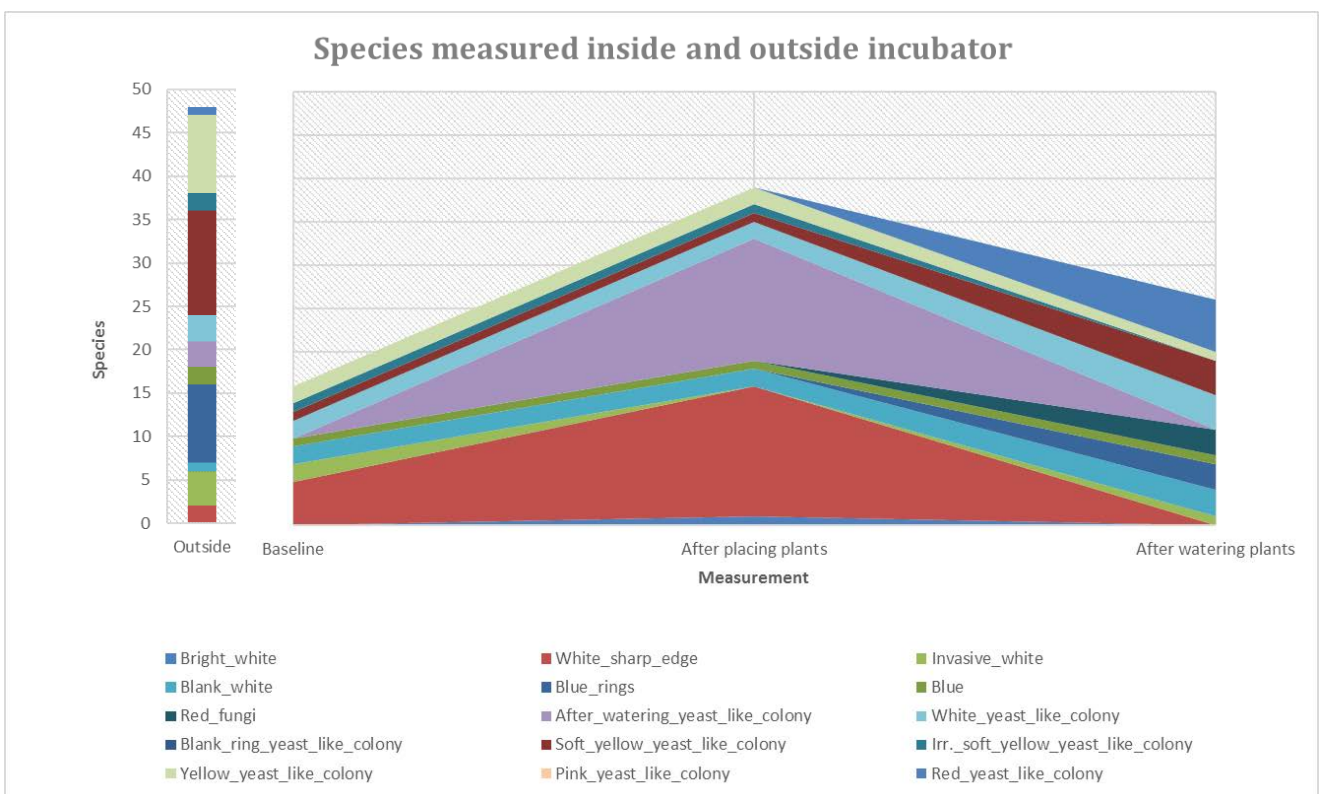 Species measured inside and outside incubator
50
45
40
35
30
25
20
15
10
5
0
Species
Outside Baseline After placing plants After watering plants
Measurement
Bright_white White_sharp_edge Invasive_white
Blank_white Blue_rings Blue
Red_fungi After_watering_yeast_like_colony White_yeast_like_colony
Blank_ring_yeast_like_colony Soft_yellow_yeast_like_colony Irr._soft_yellow_yeast_like_colony
Yellow_yeast_like_colony Pink_yeast_like_colony Red_yeast_like_colony